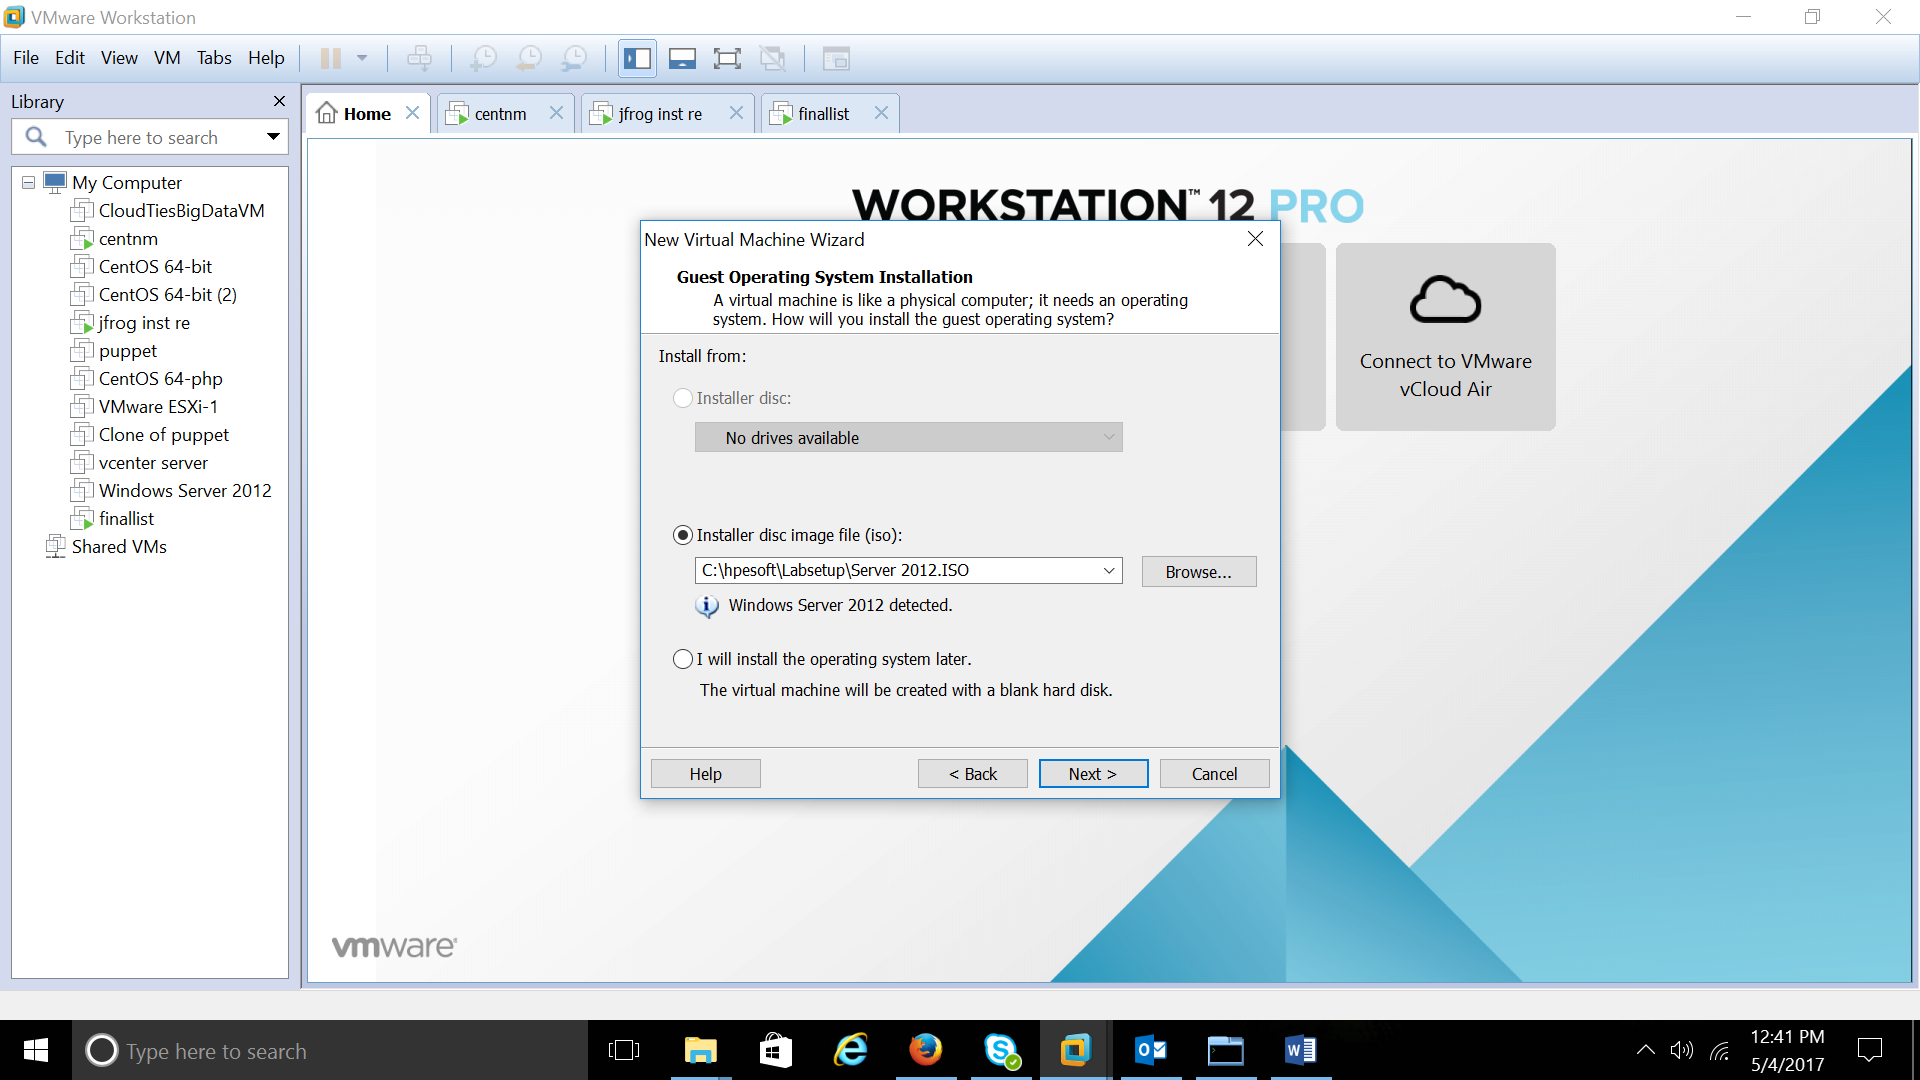 VMware Workstation
File Edit View VM Tabs Help
Library
Type here to search
My Computer
CloudTiesBigDataVM
centnm
CentOS 64-bit
CentOS 64-bit (2)
jfrog inst re
puppet
CentOS 64-php
VMware ESXi-1
Clone of puppet
vcenter server
Windows Server 2012
finallist
Shared VMs
Home centnm jfrog inst re finallist
WORKSTATION™ 12 PRO
Connect to VMware
vCloud Air
New Virtual Machine Wizard
Guest Operating System Installation
A virtual machine is like a physical computer; it needs an operating
system. How will you install the guest operating system?
Install from:
Installer disc:
No drives available
Installer disc image file (iso):
C:\hpesoft\Labsetup\Server 2012.ISO
Browse...
Windows Server 2012 detected.
I will install the operating system later.
The virtual machine will be created with a blank hard disk.
Help < Back Next > Cancel
vmware®
Type here to search
12:41 PM
5/4/2017